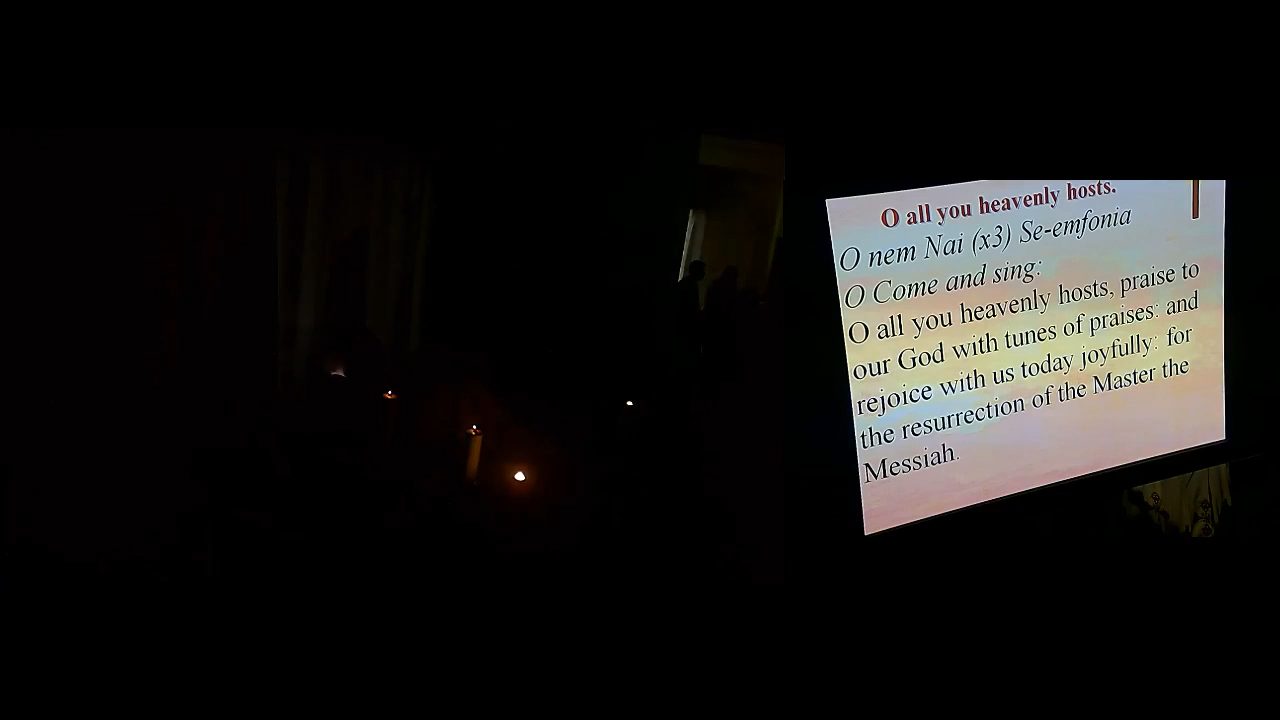 O all you heavenly hosts.
O nem Nai (x3) Se-emfonia
O Come and sing:
O all you heavenly hosts, praise to
our God with tunes of praises: and
rejoice with us today joyfully: for
the resurrection of the Master the
Messiah.